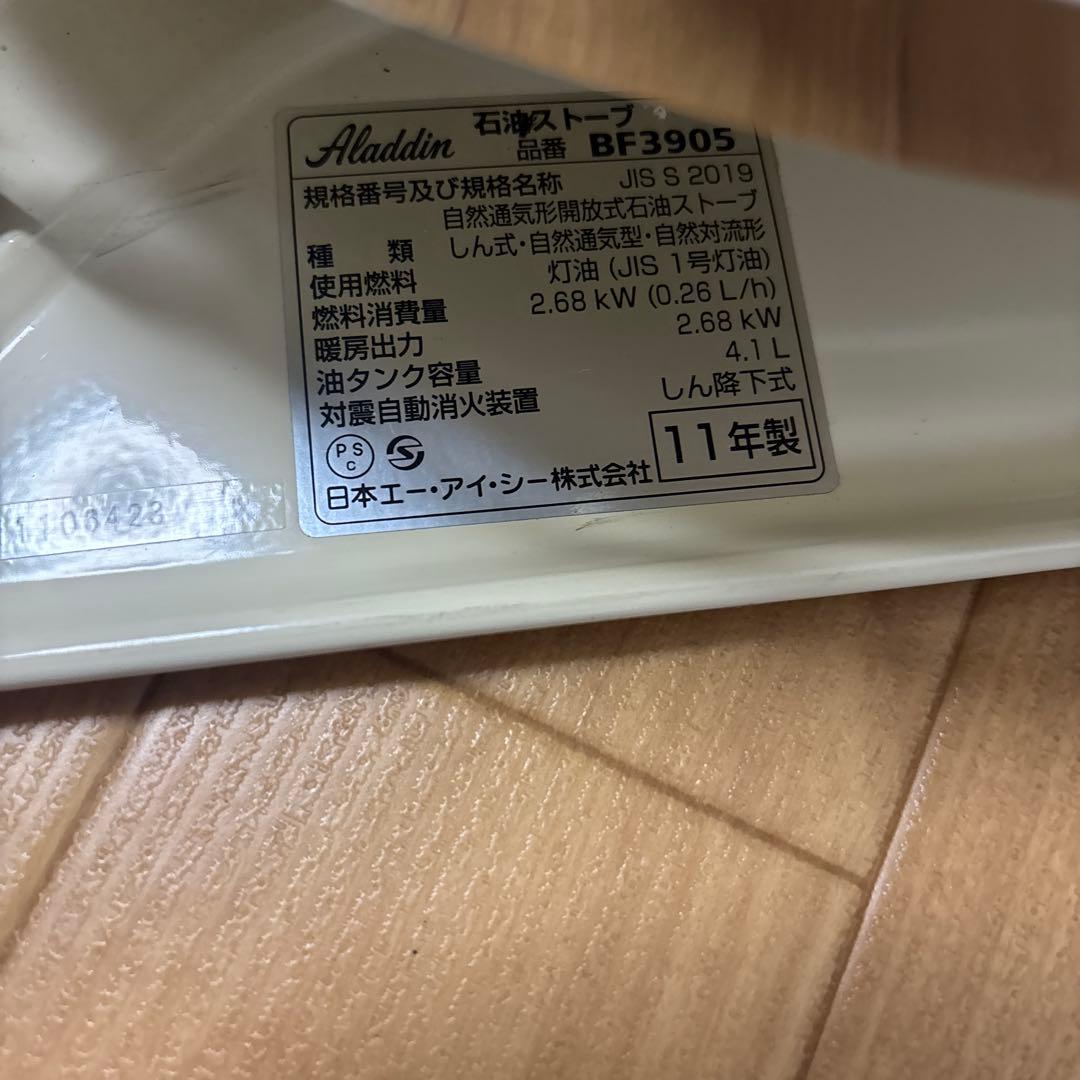 Aladdin 石油ストーブ
品番 BF3905
規格番号及び規格名称 JIS S 2019
自然通気形開放式石油ストーブ
種 類 しん式・自然通気型・自然対流形
使用燃料 灯油 (JIS 1号灯油)
燃料消費量 2.68 kW (0.26 L/h)
暖房出力 2.68 kW
油タンク容量 4.1 L
対震自動消火装置 しん降下式
PS C
日本エー・アイ・シー株式会社 11年製